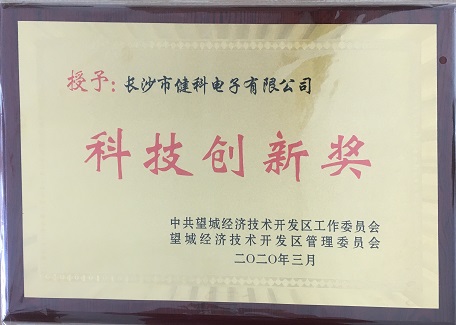 授予：长沙市健科电子有限公司
科技创新奖
中共望城经济技术开发区工作委员会
望城经济技术开发区管理委员会
二〇二〇年三月